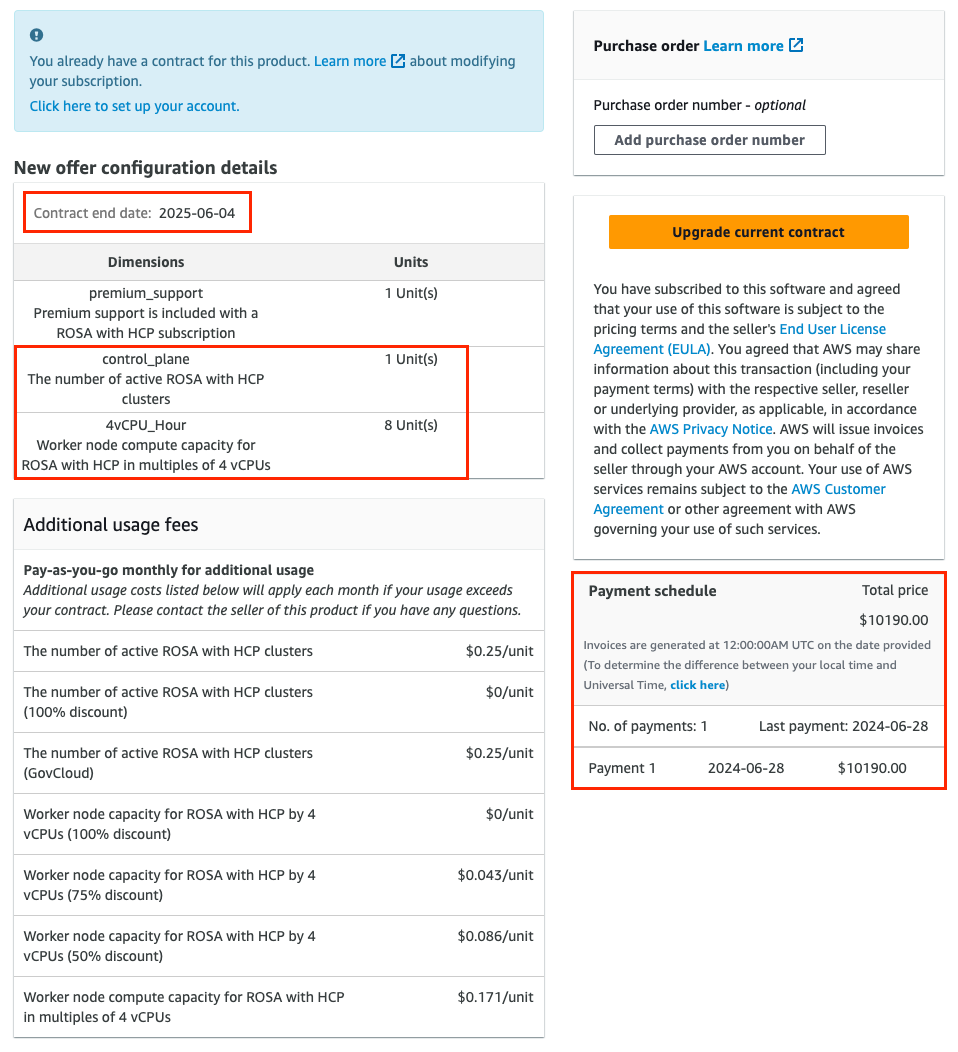 You already have a contract for this product. Learn more about modifying
your subscription.
Click here to set up your account.
New offer configuration details
Contract end date: 2025-06-04
Dimensions Units
premium_support 1 Unit(s)
Premium support is included with a
ROSA with HCP subscription
control_plane 1 Unit(s)
The number of active ROSA with HCP
clusters
4vCPU_Hour 8 Unit(s)
Worker node compute capacity for
ROSA with HCP in multiples of 4 vCPUs
Additional usage fees
Pay-as-you-go monthly for additional usage
Additional usage costs listed below will apply each month if your usage exceeds
your contract. Please contact the seller of this product if you have any questions.
The number of active ROSA with HCP clusters $0.25/unit
The number of active ROSA with HCP clusters $0/unit
(100% discount)
The number of active ROSA with HCP clusters $0.25/unit
(GovCloud)
Worker node capacity for ROSA with HCP by 4 $0/unit
vCPUs (100% discount)
Worker node capacity for ROSA with HCP by 4 $0.043/unit
vCPUs (75% discount)
Worker node capacity for ROSA with HCP by 4 $0.086/unit
vCPUs (50% discount)
Worker node compute capacity for ROSA with HCP $0.171/unit
in multiples of 4 vCPUs
Purchase order Learn more
Purchase order number - optional
Add purchase order number
Upgrade current contract
You have subscribed to this software and agreed
that your use of this software is subject to the
pricing terms and the seller's End User License
Agreement (EULA). You agreed that AWS may share
information about this transaction (including your
payment terms) with the respective seller, reseller
or underlying provider, as applicable, in accordance
with the AWS Privacy Notice. AWS will issue invoices
and collect payments from you on behalf of the
seller through your AWS account. Your use of AWS
services remains subject to the AWS Customer
Agreement or other agreement with AWS
governing your use of such services.
Payment schedule Total price
$10190.00
Invoices are generated at 12:00:00AM UTC on the date provided
(To determine the difference between your local time and
Universal Time, click here)
No. of payments: 1 Last payment: 2024-06-28
Payment 1 2024-06-28 $10190.00